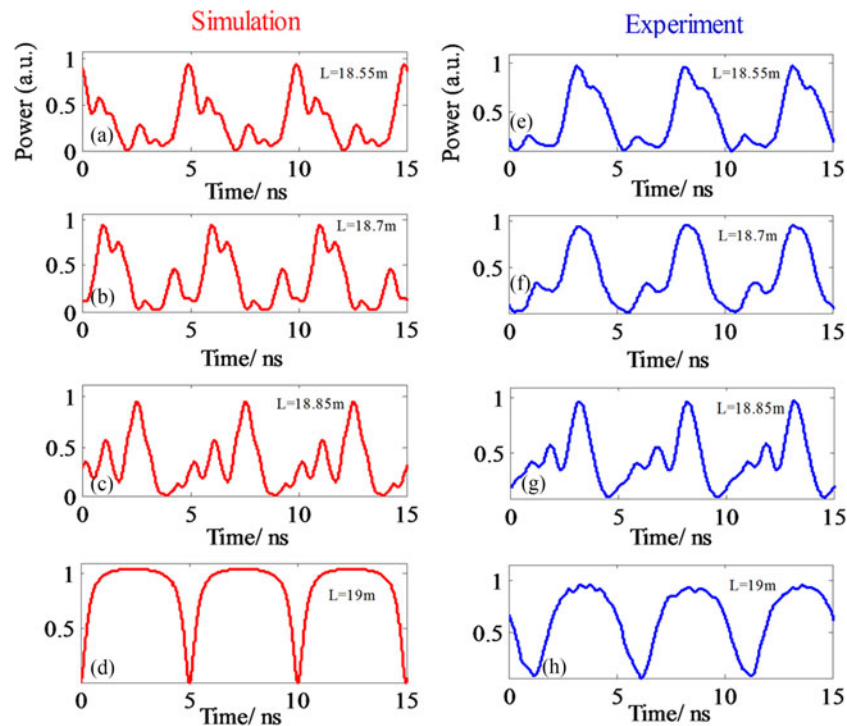 Simulation
Experiment
Power (a.u.)
1
0.5
0
L=18.55m
(a)
0
5
10
15
Time/ ns
Power (a.u.)
1
0.5
L=18.55m
(e)
0
5
10
15
Time/ ns
1
0.5
0
L=18.7m
(b)
0
5
10
15
Time/ ns
1
0.5
L=18.7m
(f)
0
5
10
15
Time/ ns
1
0.5
0
L=18.85m
(c)
0
5
10
15
Time/ ns
1
0.5
L=18.85m
(g)
0
5
10
15
Time/ ns
1
0.5
L=19m
(d)
0
5
10
15
Time/ ns
1
0.5
L=19m
(h)
0
5
10
15
Time/ ns